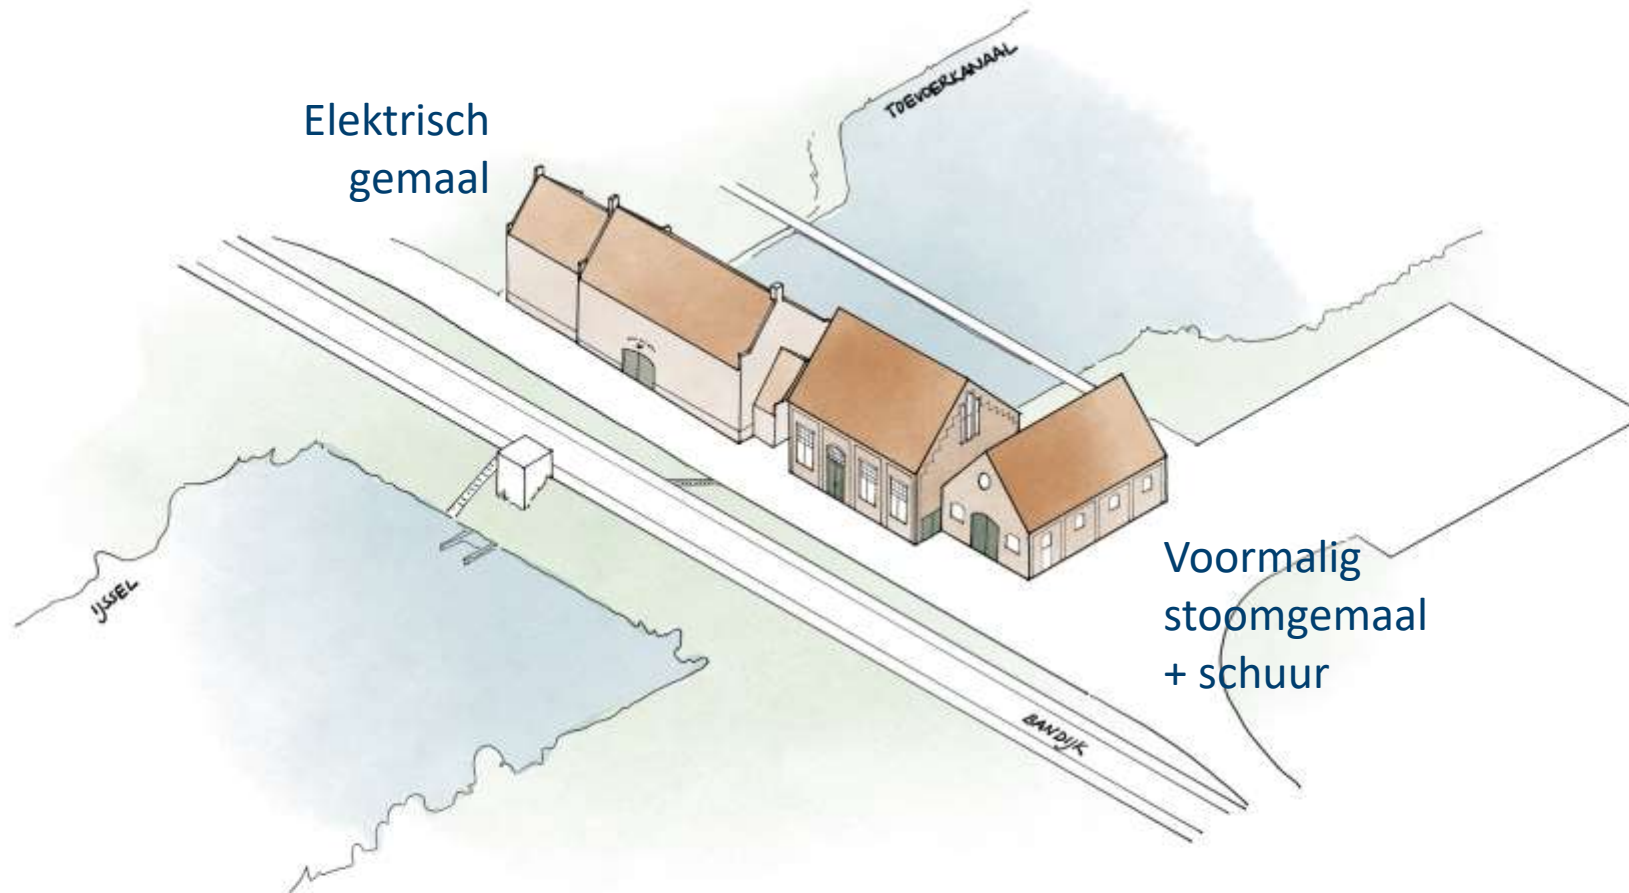 TOEVOERKANAAL
Elektrisch
gemaal
IJSSEL
Voormalig
stoomgemaal
+ schuur
BANDIJK